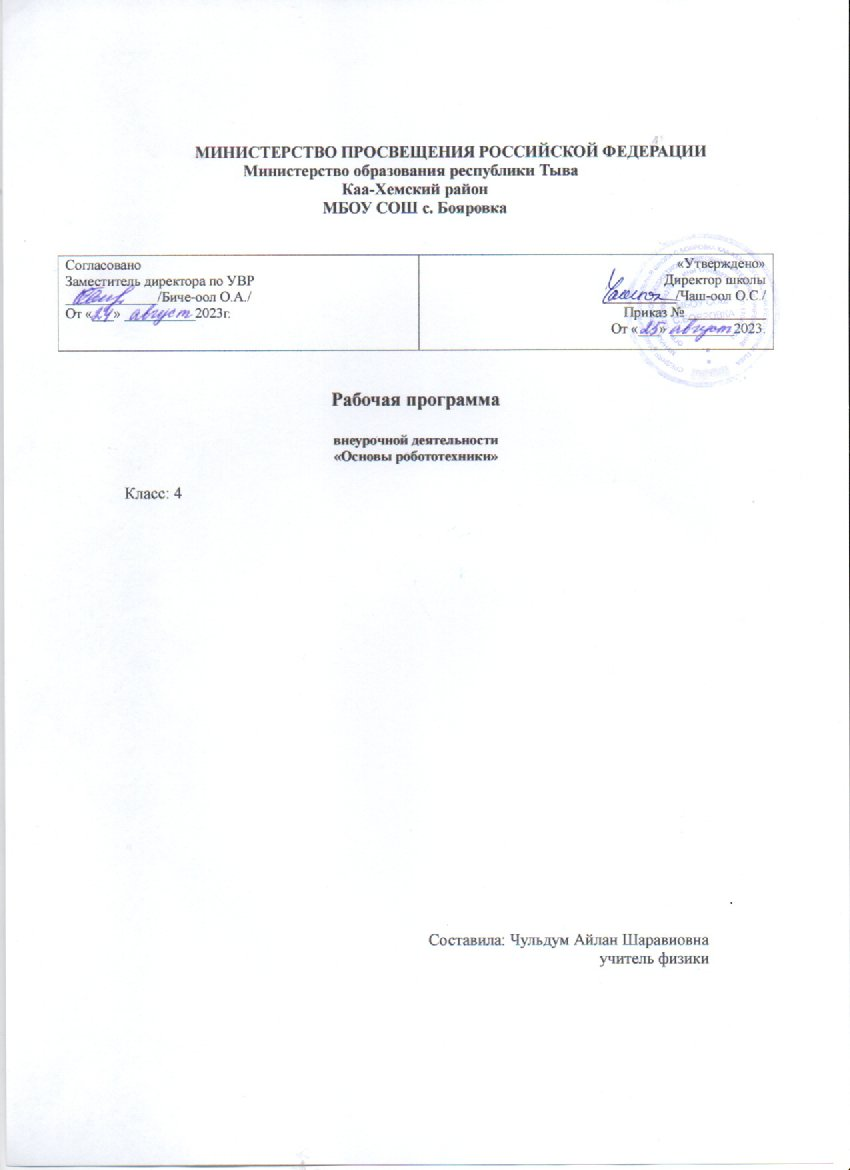 МИНИСТЕРСТВО ПРОСВЕЩЕНИЯ РОССИЙСКОЙ ФЕДЕРАЦИИ
Министерство образования республики Тыва
Каа-Хемский район
МБОУ СОШ с. Бояровка
Согласовано
Заместитель директора по УВР
/Биче-оол О.А./
От «24» август 2023г.
«Утверждено»
Директор школы
/Чаш-оол О.С./
Приказ №
От «25» август 2023.
Рабочая программа
внеурочной деятельности
«Основы робототехники»
Класс: 4
Составила: Чульдум Айлан Шаравиовна
учитель физики